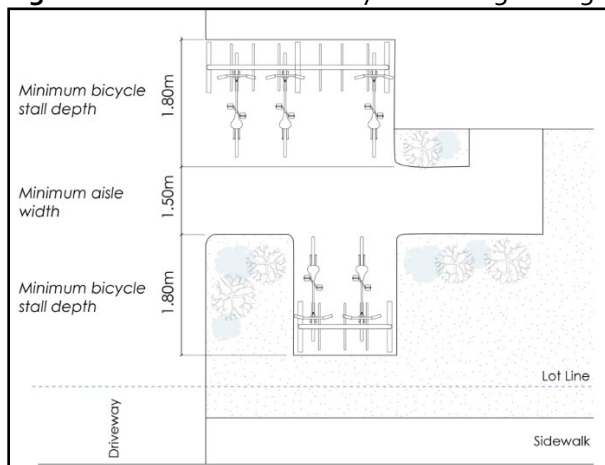 Minimum bicycle
stall depth
1.80m
Minimum aisle
width
1.50m
Minimum bicycle
stall depth
1.80m
Lot Line
Driveway
Sidewalk